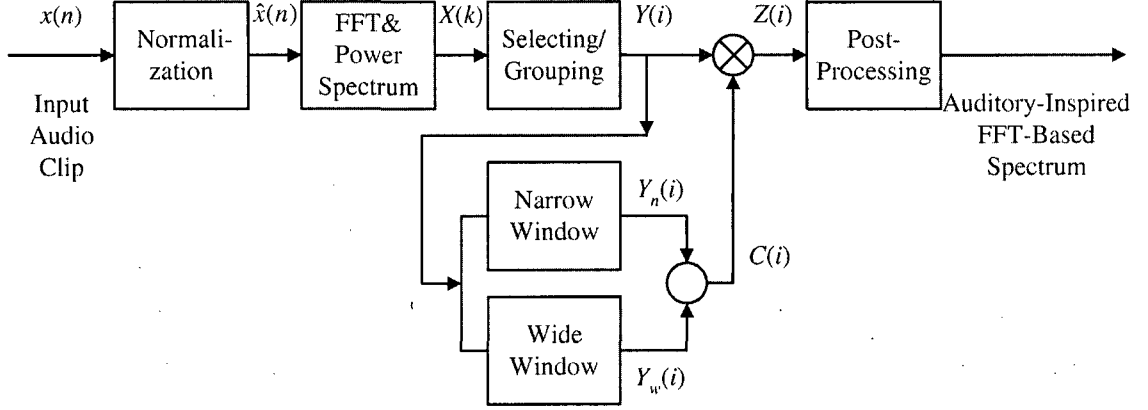 x(n)
x̂(n)
X(k)
Y(i)
Z(i)
Normali-
zation
FFT&
Power
Spectrum
Selecting/
Grouping
Post-
Processing
Input
Audio
Clip
Auditory-Inspired
FFT-Based
Spectrum
Narrow
Window
Yₙ(i)
C(i)
Wide
Window
Y_w(i)